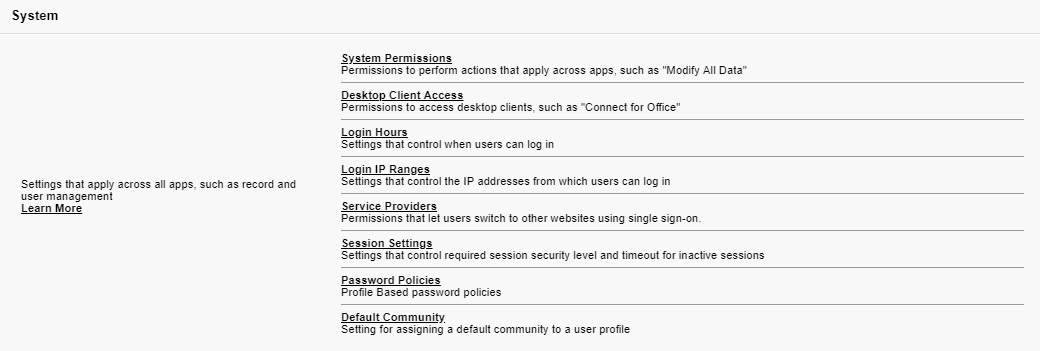 System
Settings that apply across all apps, such as record and
user management
Learn More
System Permissions
Permissions to perform actions that apply across apps, such as "Modify All Data"
Desktop Client Access
Permissions to access desktop clients, such as "Connect for Office"
Login Hours
Settings that control when users can log in
Login IP Ranges
Settings that control the IP addresses from which users can log in
Service Providers
Permissions that let users switch to other websites using single sign-on.
Session Settings
Settings that control required session security level and timeout for inactive sessions
Password Policies
Profile Based password policies
Default Community
Setting for assigning a default community to a user profile